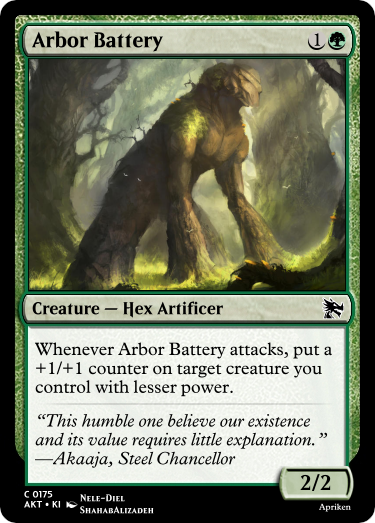 Arbor Battery 1
Creature — Hex Artificer
Whenever Arbor Battery attacks, put a
+1/+1 counter on target creature you
control with lesser power.
“This humble one believe our existence
and its value requires little explanation.”
—Akaaja, Steel Chancellor
2/2
C 0175
AKT • KI Nele-Diel
ShahabAlizadeh
Apriken